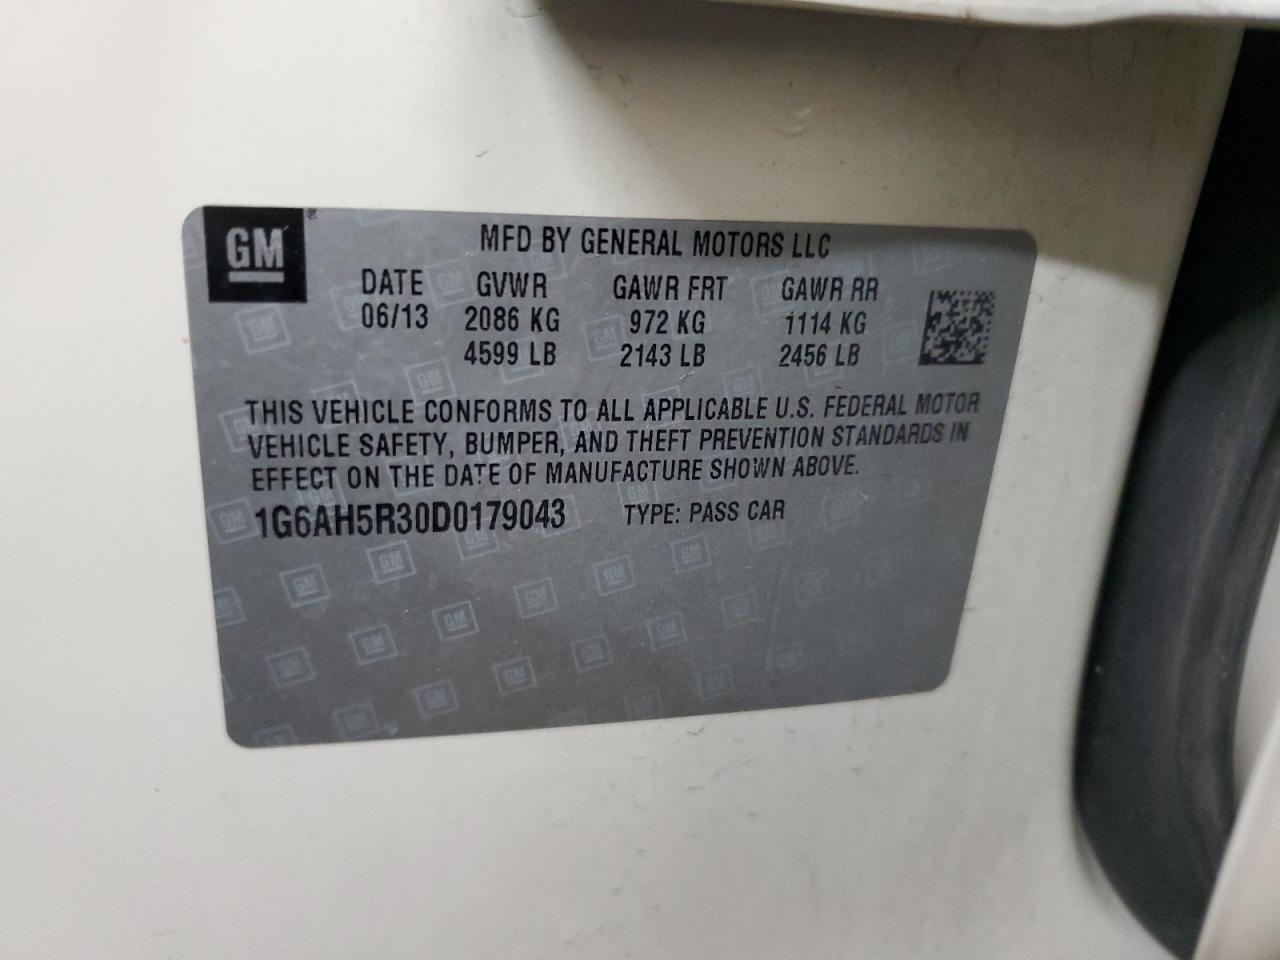 GM
MFD BY GENERAL MOTORS LLC
DATE GVWR GAWR FRT GAWR RR
06/13 2086 KG 972 KG 1114 KG
4599 LB 2143 LB 2456 LB
THIS VEHICLE CONFORMS TO ALL APPLICABLE U.S. FEDERAL MOTOR
VEHICLE SAFETY, BUMPER, AND THEFT PREVENTION STANDARDS IN
EFFECT ON THE DATE OF MANUFACTURE SHOWN ABOVE.
1G6AH5R30D0179043 TYPE: PASS CAR